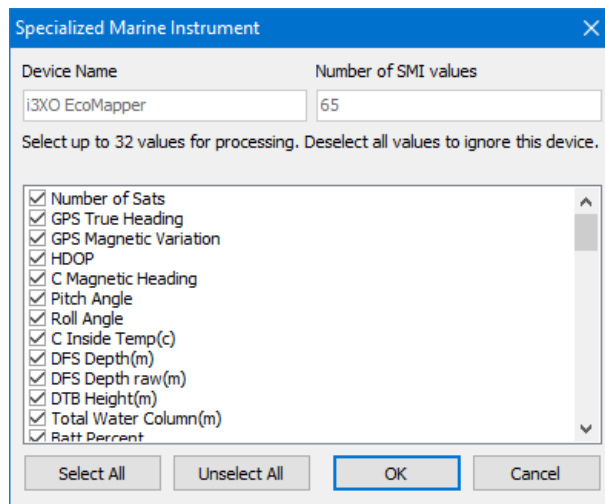 Specialized Marine Instrument
Device Name
Number of SMI values
i3XO EcoMapper
65
Select up to 32 values for processing. Deselect all values to ignore this device.
Number of Sats
GPS True Heading
GPS Magnetic Variation
HDOP
C Magnetic Heading
Pitch Angle
Roll Angle
C Inside Temp(c)
DFS Depth(m)
DFS Depth raw(m)
DTB Height(m)
Total Water Column(m)
Batt Percent
Select All
Unselect All
OK
Cancel